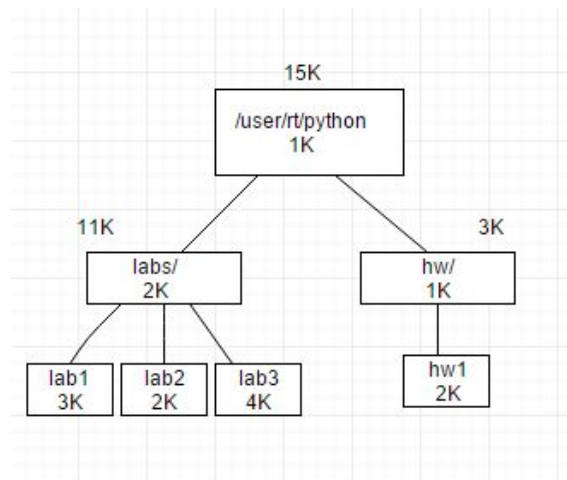 15K
/user/rt/python
1K
11K
3K
labs/
2K
hw/
1K
lab1
3K
lab2
2K
lab3
4K
hw1
2K